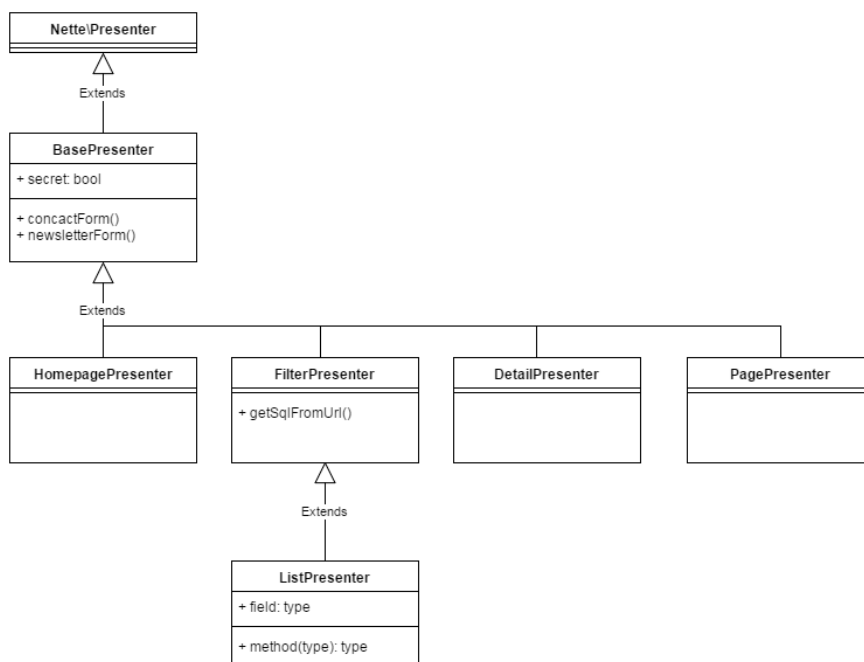 Nette\Presenter
Extends
BasePresenter
+ secret: bool
+ concactForm()
+ newsletterForm()
Extends
HomepagePresenter
FilterPresenter
+ getSqlFromUrl()
DetailPresenter
PagePresenter
Extends
ListPresenter
+ field: type
+ method(type): type